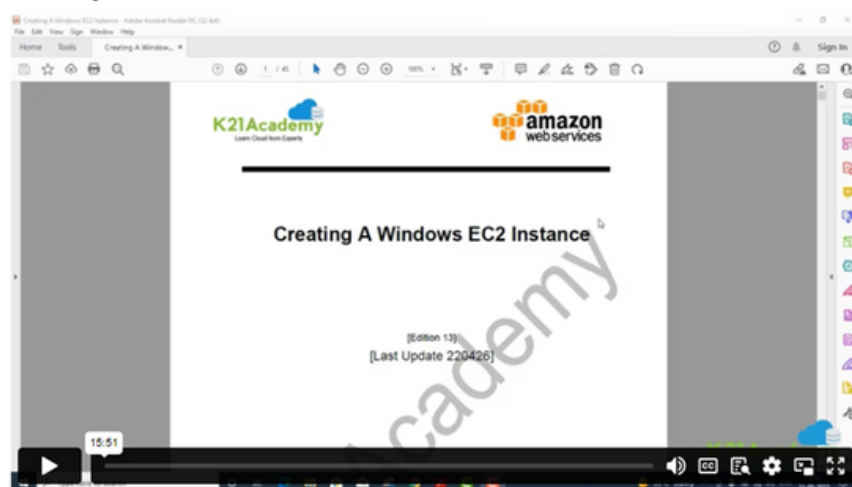 Creating A Windows EC2 Instance - Adobe Acrobat Reader DC (32-bit)
File Edit View Sign Window Help
Home Tools Creating A Window... × Sign In
1 / 45 100%
K21Academy
Learn Cloud from Experts
amazon
webservices
Creating A Windows EC2 Instance
[Edition 13]
[Last Update 220426]
Academy
15:51
CC